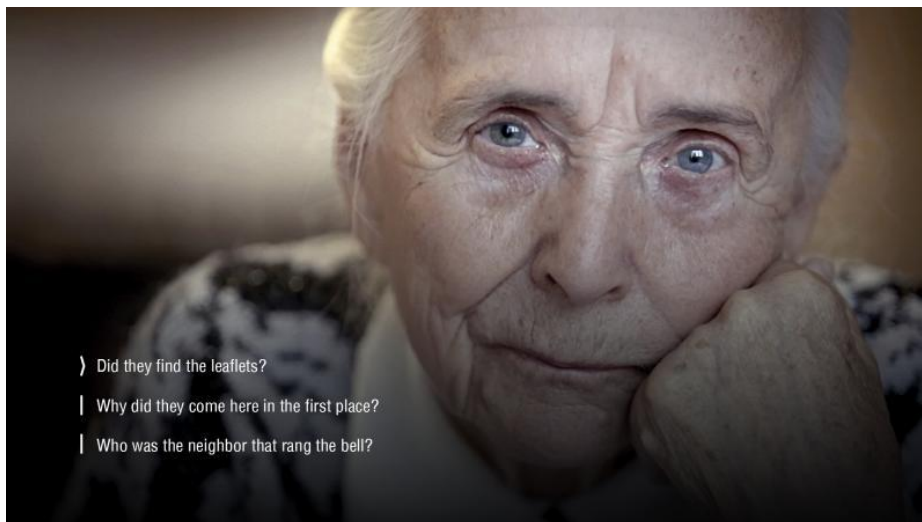 Did they find the leaflets?
Why did they come here in the first place?
Who was the neighbor that rang the bell?